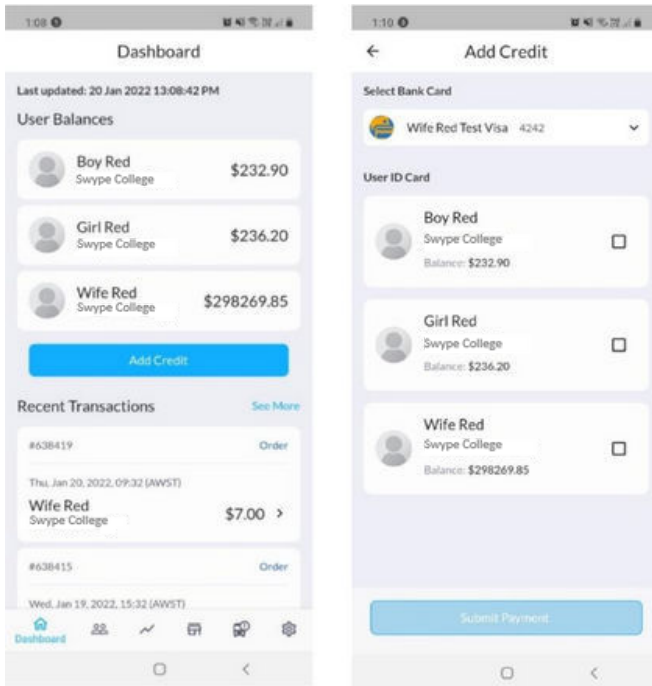 1:08
Dashboard
Last updated: 20 Jan 2022 13:08:42 PM
User Balances
Boy Red
Swype College
$232.90
Girl Red
Swype College
$236.20
Wife Red
Swype College
$298269.85
Add Credit
Recent Transactions See More
#638419 Order
Thu, Jan 20, 2022, 09:32 (AWST)
Wife Red
Swype College
$7.00 >
#638415 Order
Wed, Jan 19, 2022, 15:32 (AWST)
Dashboard
1:10
Add Credit
Select Bank Card
Wife Red Test Visa 4242
User ID Card
Boy Red
Swype College
Balance: $232.90
Girl Red
Swype College
Balance: $236.20
Wife Red
Swype College
Balance: $298269.85
Submit Payment